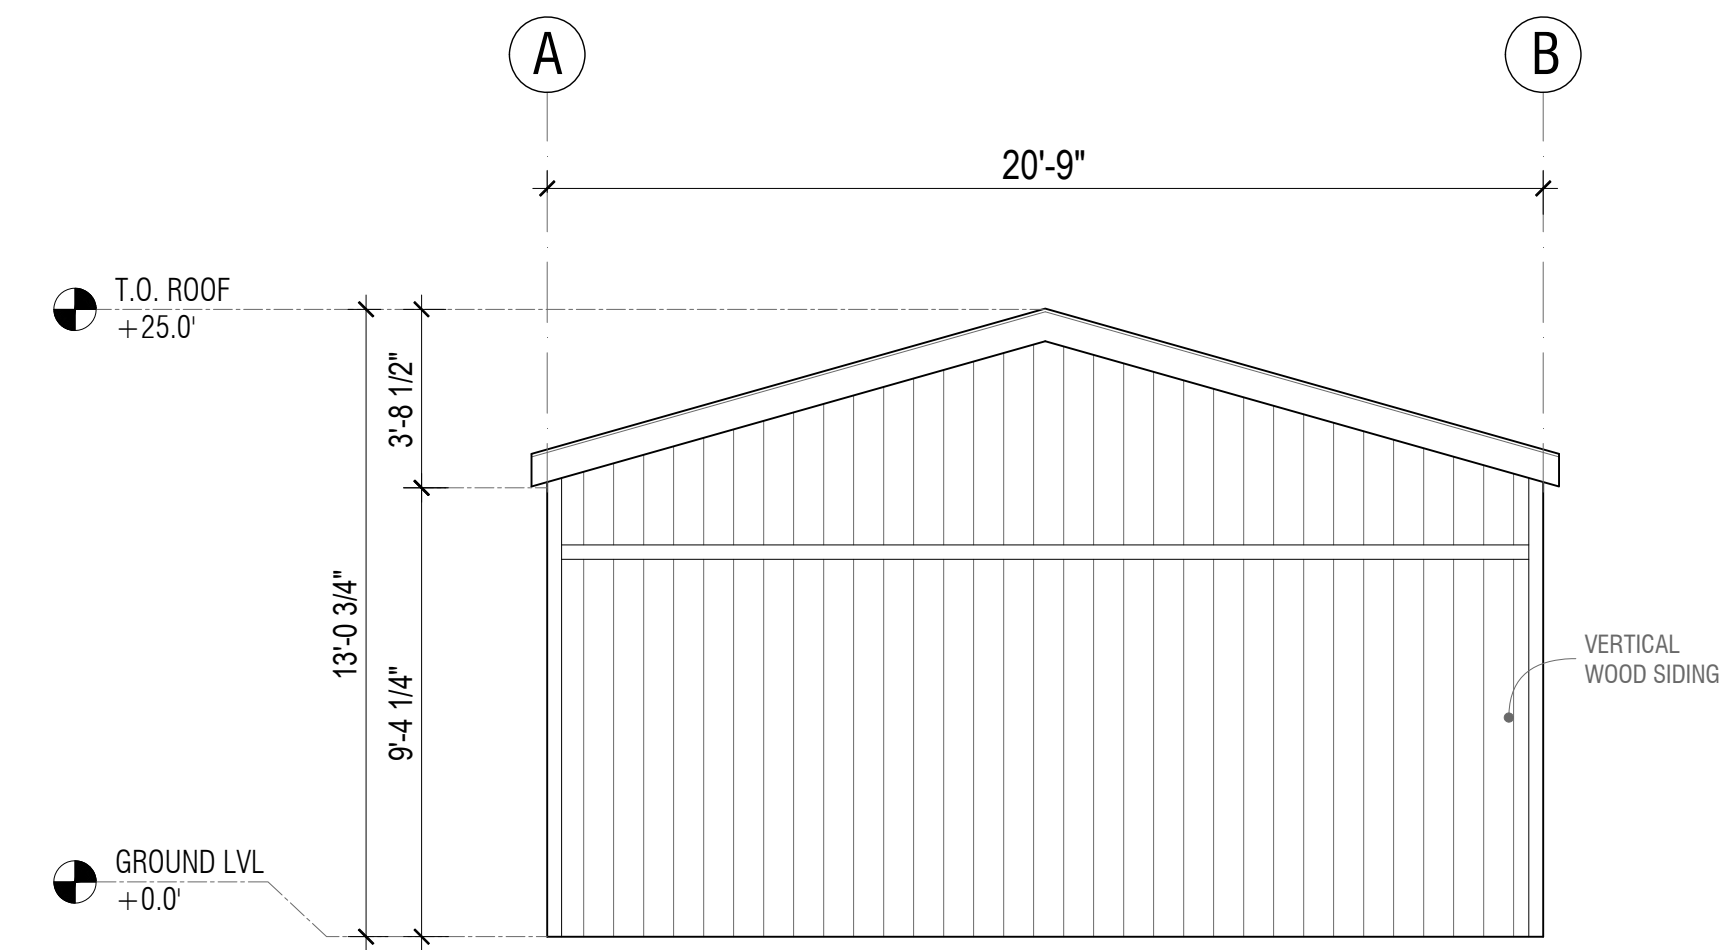 A
B
20'-9"
T.O. ROOF
+25.0'
3'-8 1/2"
13'-0 3/4"
9'-4 1/4"
VERTICAL
WOOD SIDING
GROUND LVL
+0.0'